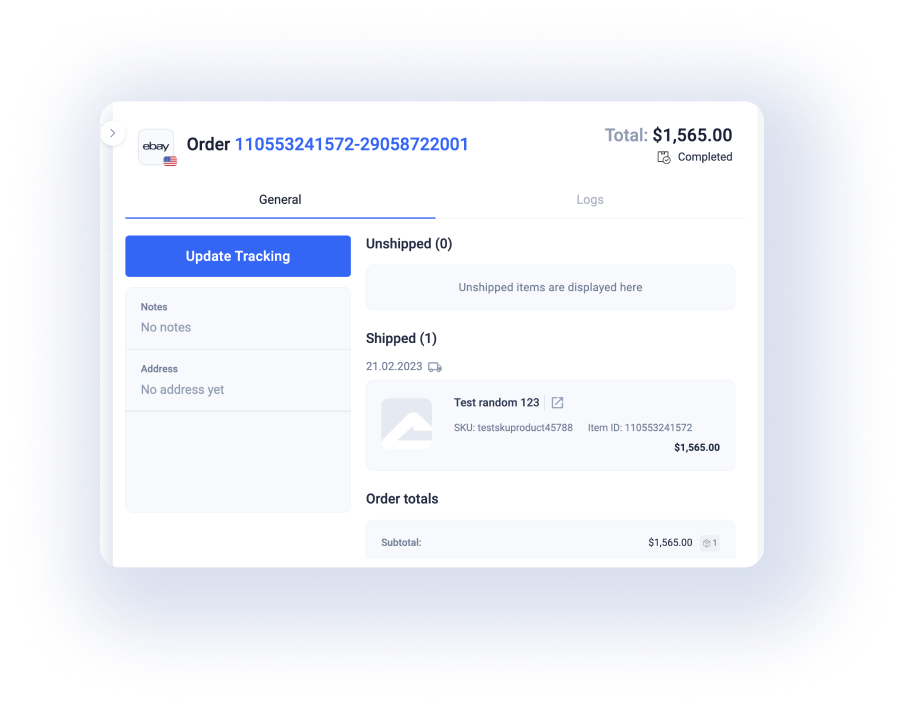 ebay
Order 110553241572-29058722001
Total: $1,565.00
Completed
General
Logs
Update Tracking
Notes
No notes
Address
No address yet
Unshipped (0)
Unshipped items are displayed here
Shipped (1)
21.02.2023
Test random 123
SKU: testskuproduct45788 Item ID: 110553241572
$1,565.00
Order totals
Subtotal: $1,565.00 1